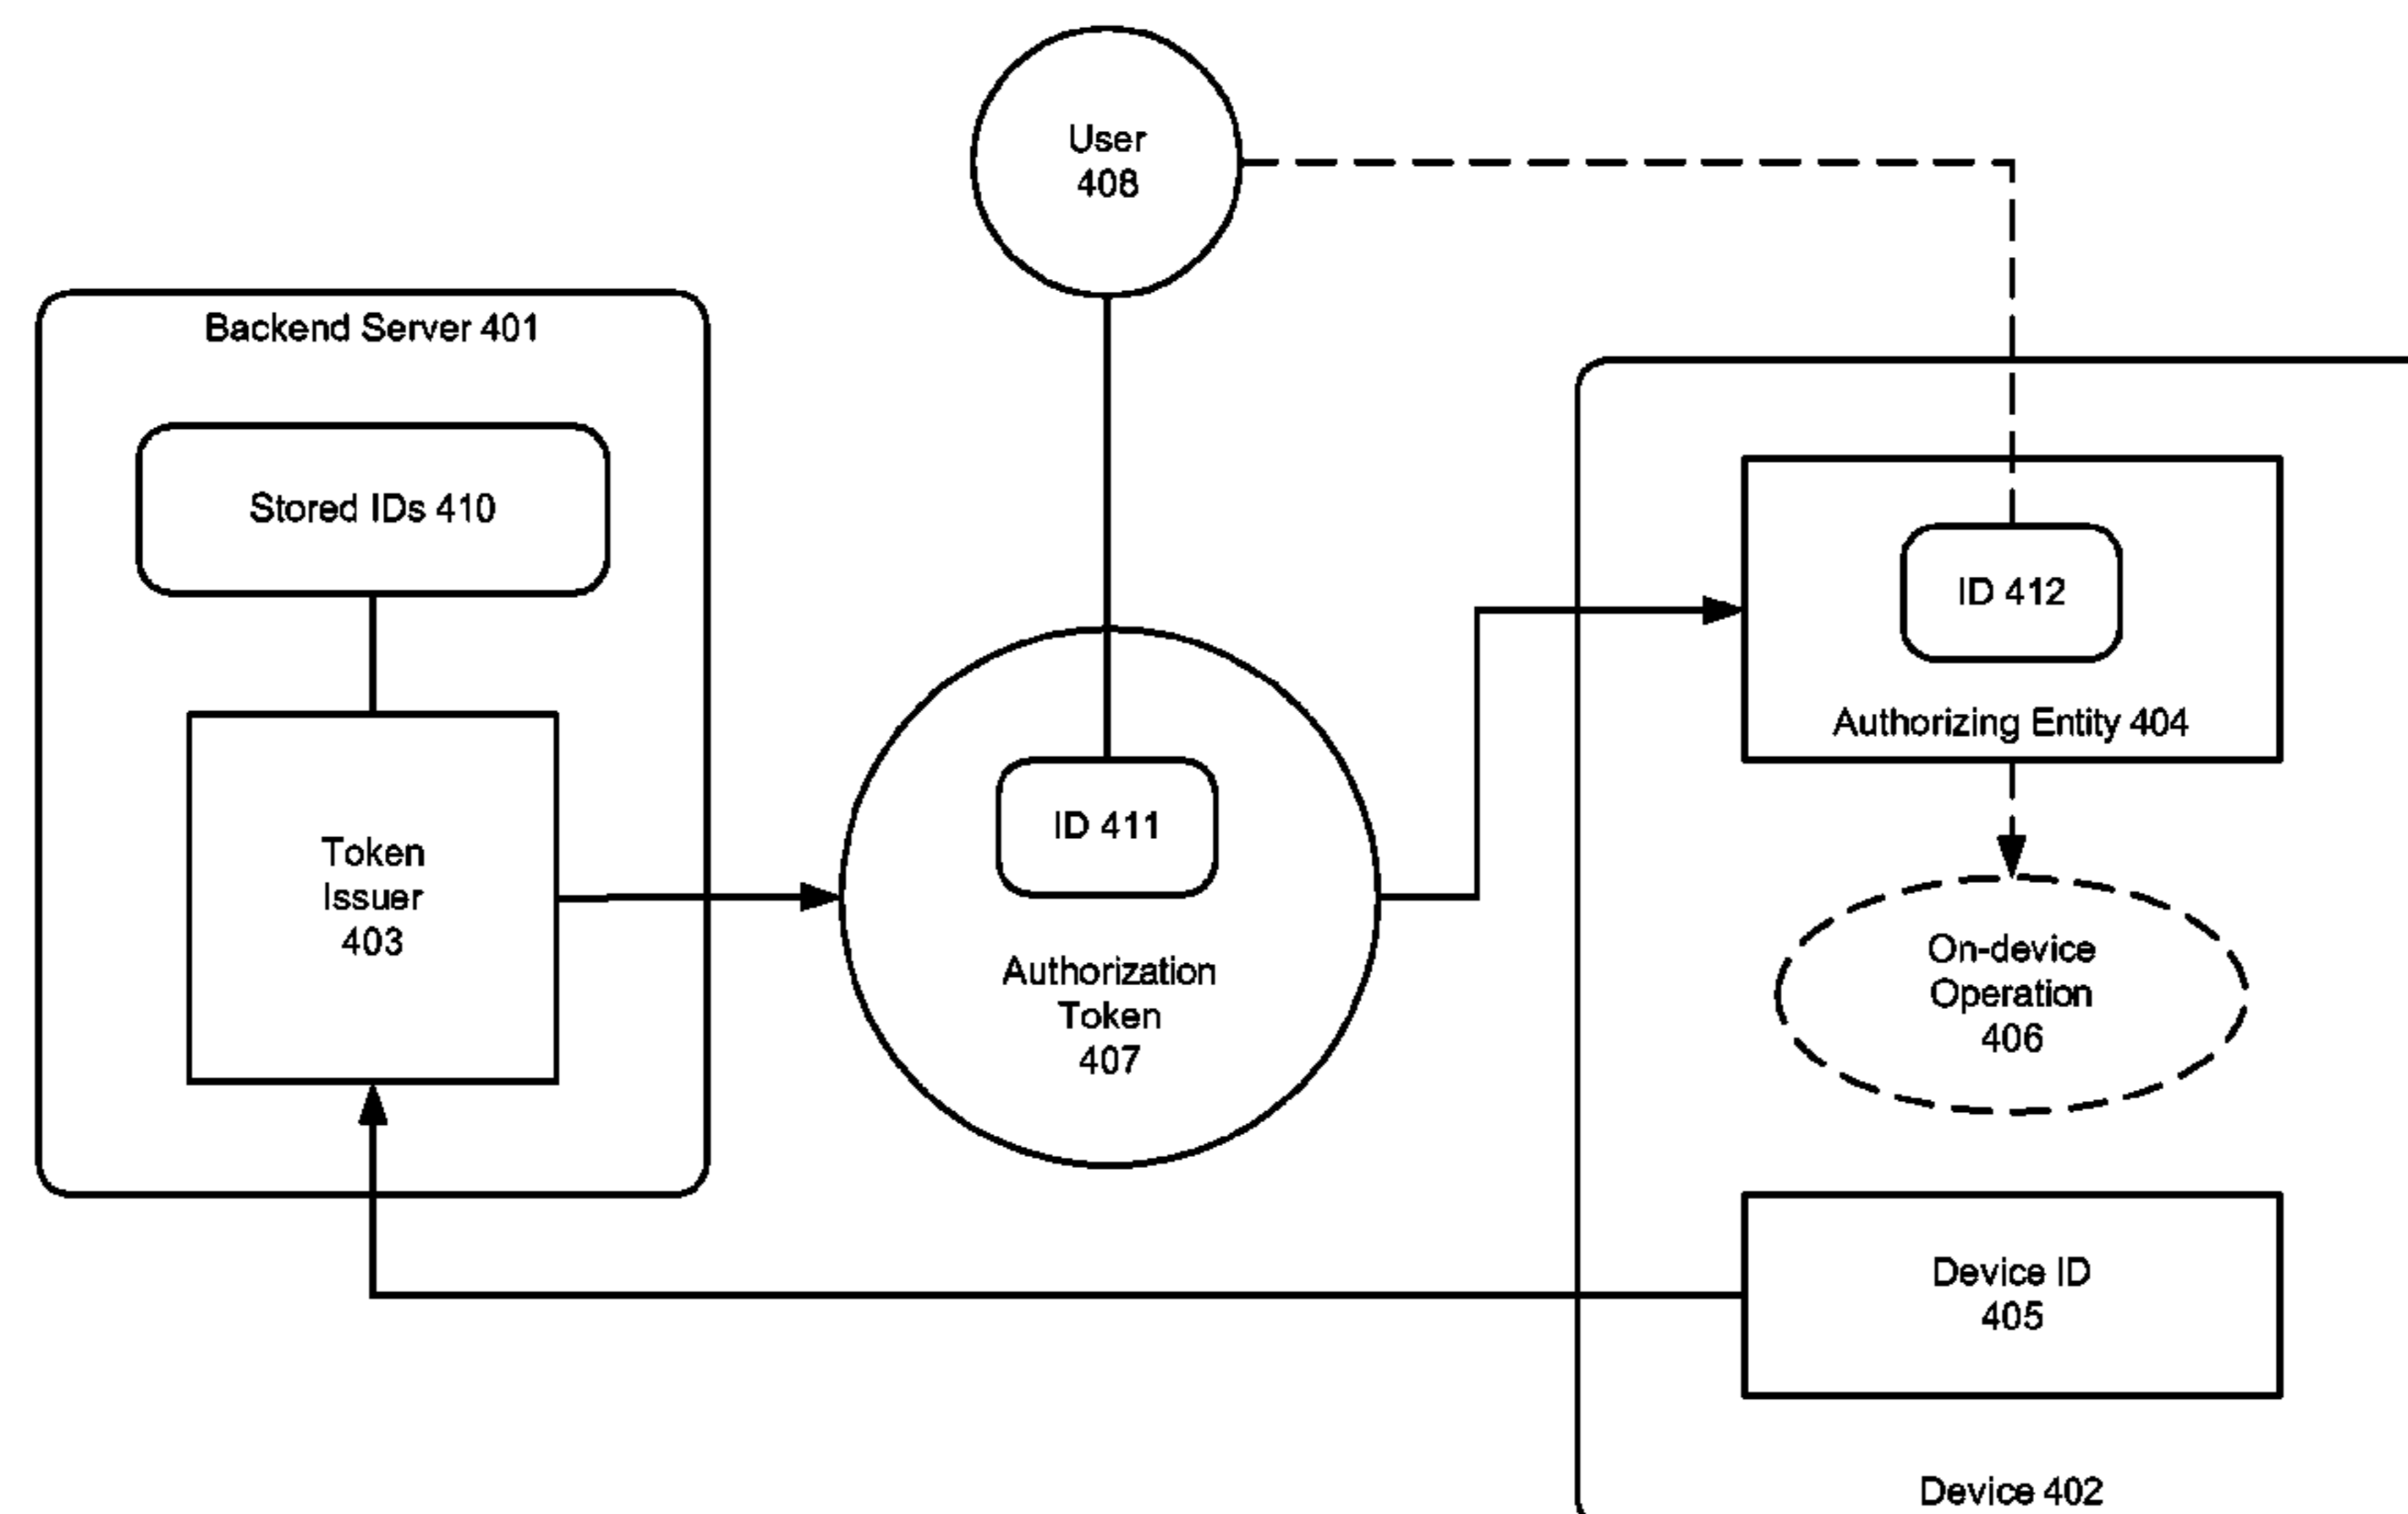 User
408
Backend Server 401
Stored IDs 410
ID 412
Authorizing Entity 404
Token
Issuer
403
ID 411
Authorization
Token
407
On-device
Operation
406
Device ID
405
Device 402